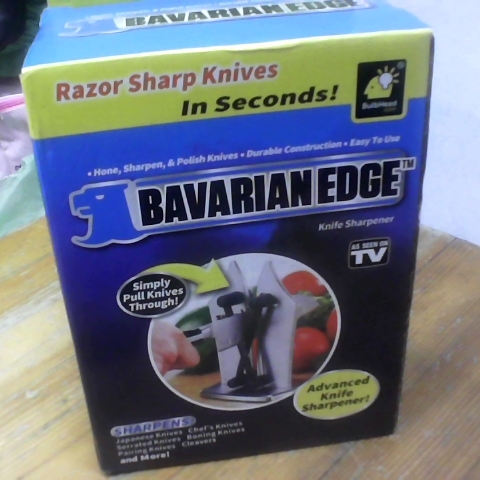 BAVARIAN EDGE
Razor Sharp Knives
In Seconds!
BulbHead
• Hone, Sharpen, & Polish Knives • Durable Construction • Easy To Use
BAVARIAN EDGE™
Knife Sharpener
AS SEEN ON
TV
Simply
Pull Knives
Through!
Advanced
Knife
Sharpener!
SHARPENS
Japanese Knives Chef's Knives
Serrated Knives Boning Knives
Pairing Knives Cleavers
and More!